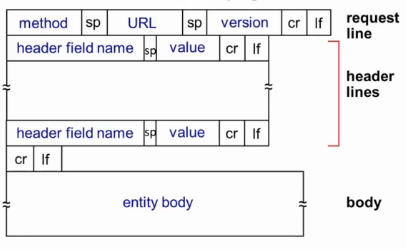 method sp URL sp version cr lf request line
header field name sp value cr lf
header lines
header field name sp value cr lf
cr lf
entity body body